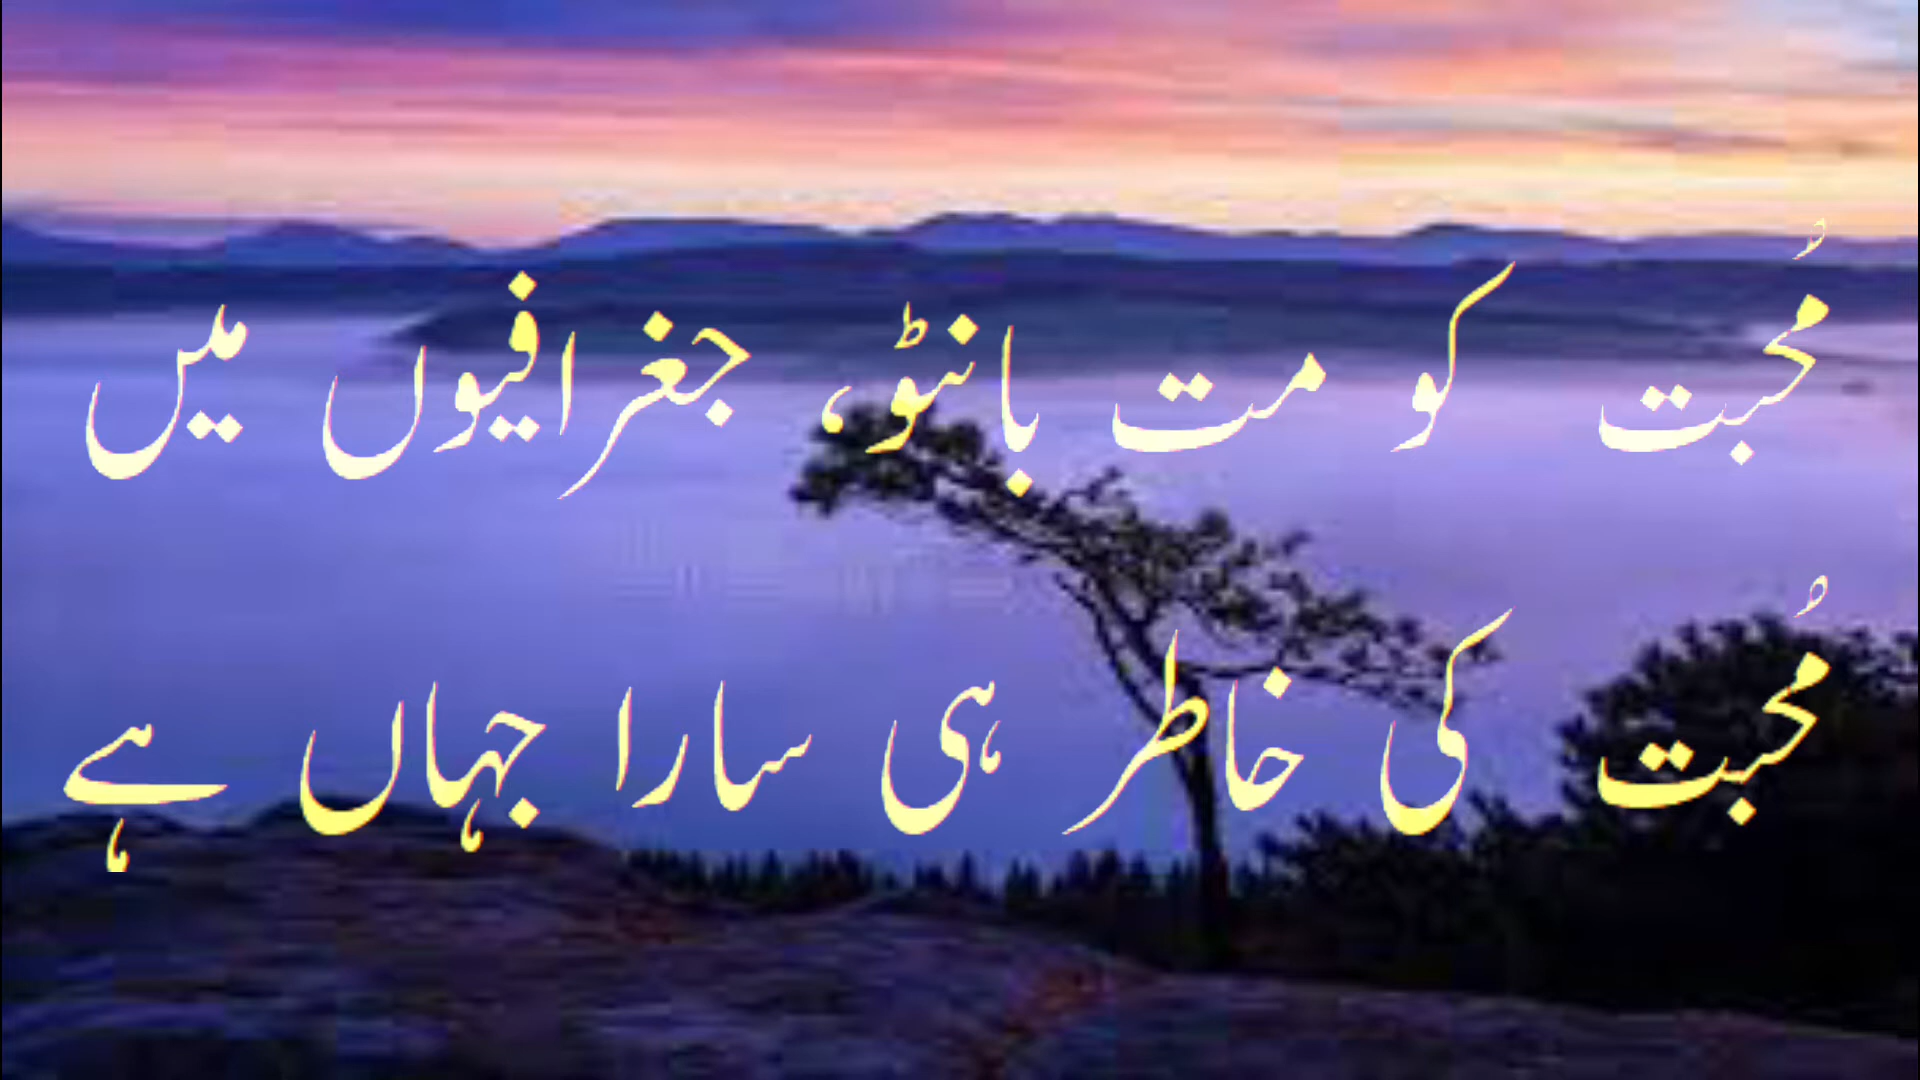 مُحبت کو مت بانٹو، جغرافیوں میں
مُحبت کی خاطر ہی سارا جہاں ہے